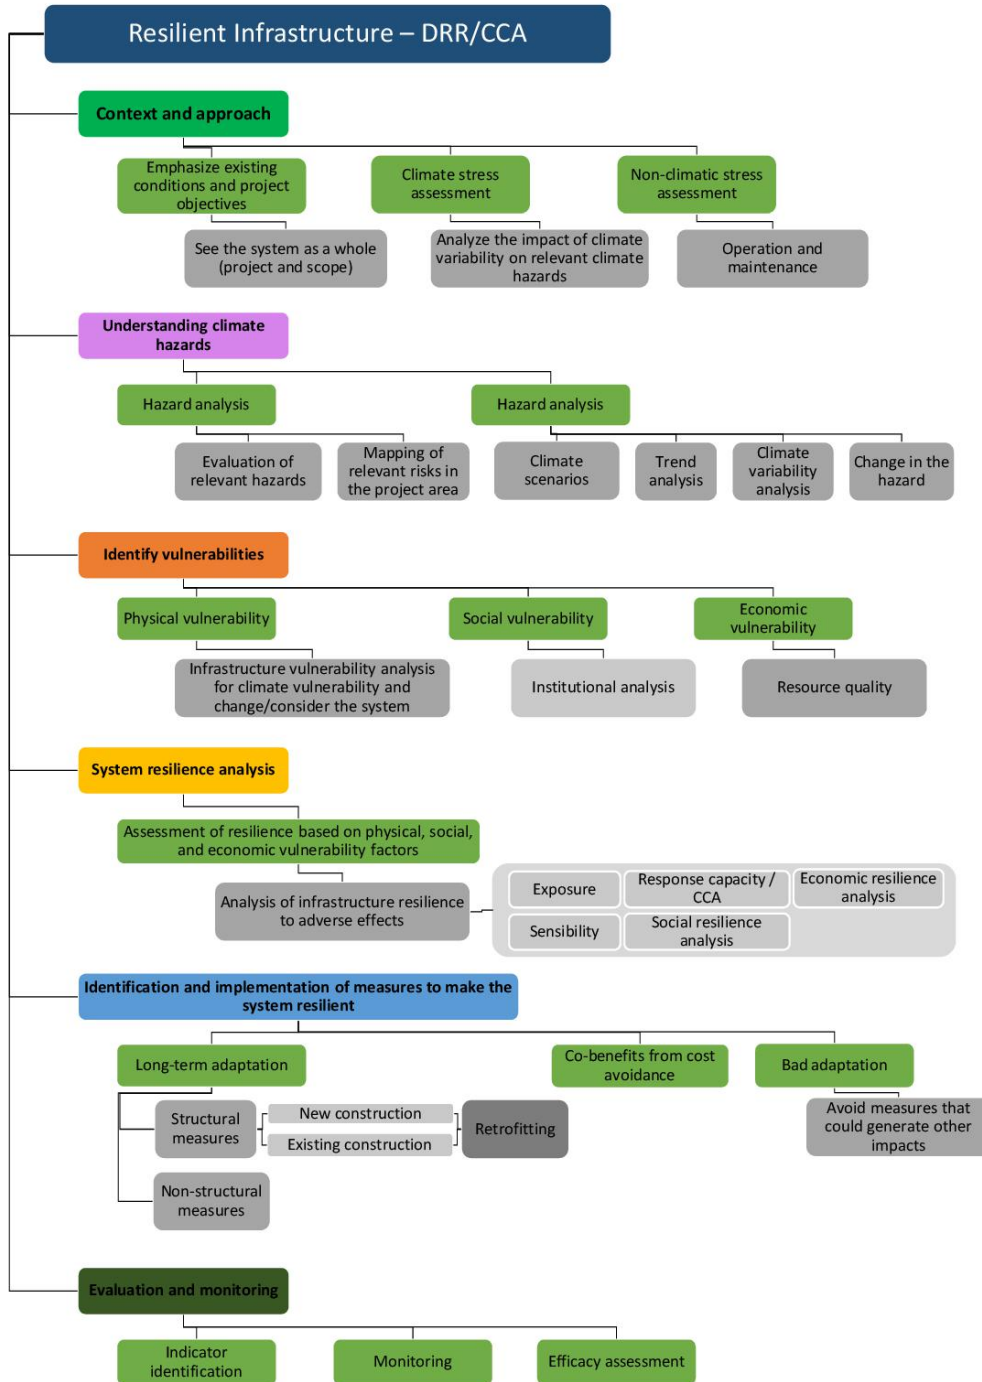 Resilient Infrastructure – DRR/CCA
Context and approach
Emphasize existing
conditions and project
objectives
Climate stress
assessment
Non-climatic stress
assessment
See the system as a whole
(project and scope)
Analyze the impact of climate
variability on relevant climate
hazards
Operation and
maintenance
Understanding climate
hazards
Hazard analysis
Hazard analysis
Evaluation of
relevant hazards
Mapping of
relevant risks in
the project area
Climate
scenarios
Trend
analysis
Climate
variability
analysis
Change in the
hazard
Identify vulnerabilities
Physical vulnerability
Social vulnerability
Economic
vulnerability
Infrastructure vulnerability analysis
for climate vulnerability and
change/consider the system
Institutional analysis
Resource quality
System resilience analysis
Assessment of resilience based on physical, social,
and economic vulnerability factors
Analysis of infrastructure resilience
to adverse effects
Exposure
Response capacity /
CCA
Economic resilience
analysis
Sensibility
Social resilience
analysis
Identification and implementation of measures to make the
system resilient
Long-term adaptation
Co-benefits from cost
avoidance
Bad adaptation
Structural
measures
New construction
Existing construction
Retrofitting
Avoid measures that
could generate other
impacts
Non-structural
measures
Evaluation and monitoring
Indicator
identification
Monitoring
Efficacy assessment